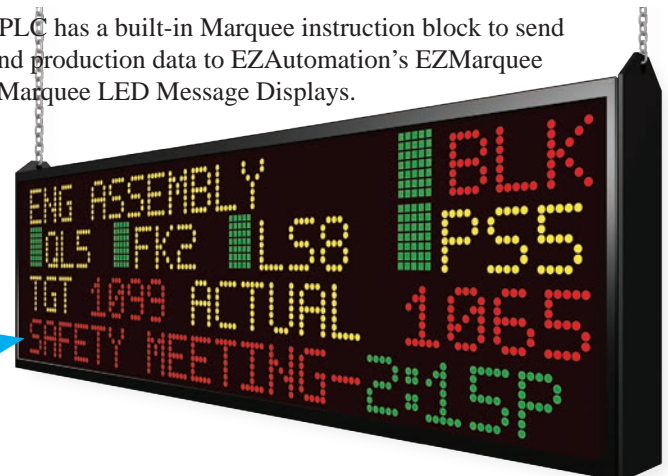 PLC has a built-in Marquee instruction block to send
nd production data to EZAutomation's EZMarquee
Marquee LED Message Displays.
ENG ASSEMBLY BLK
QL5 FK2 LS8 PS5
TGT 1099 ACTUAL 1065
SAFETY MEETING-2:15P